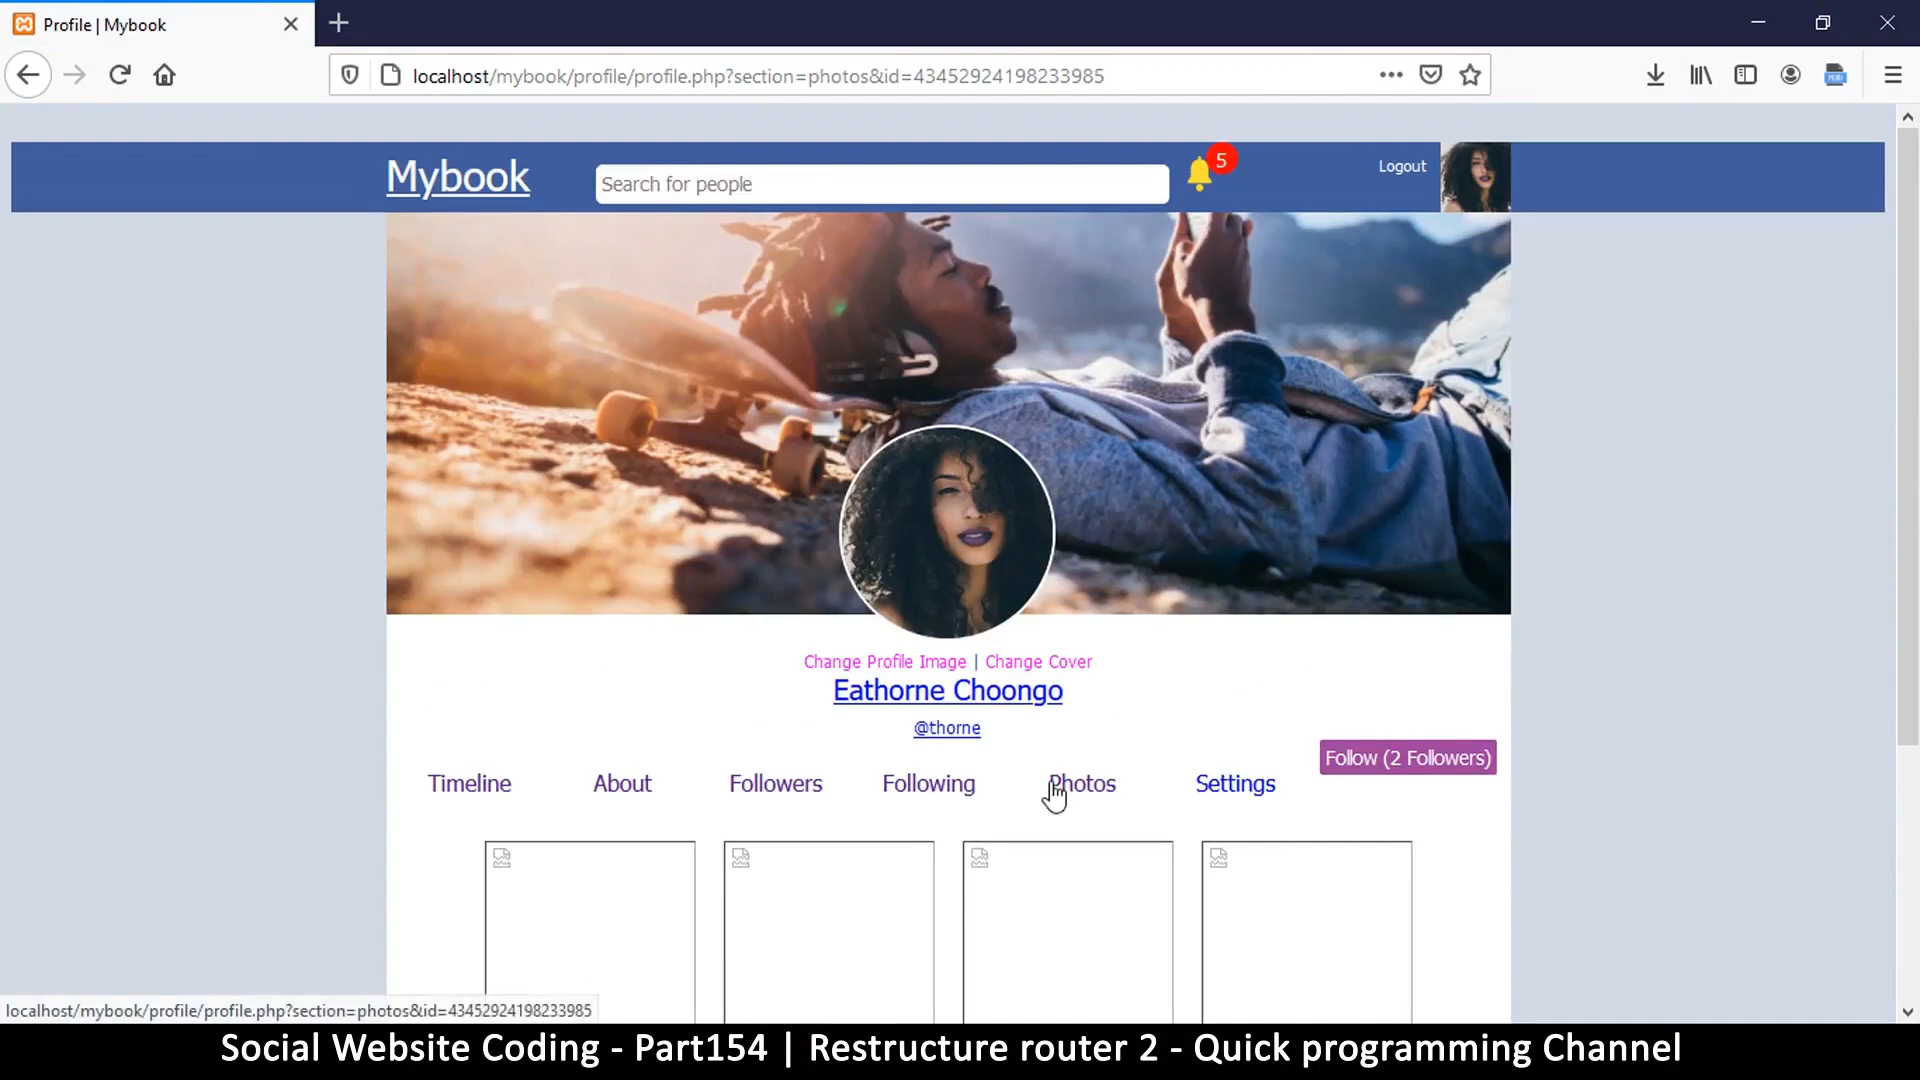 Profile | Mybook
localhost/mybook/profile/profile.php?section=photos&id=43452924198233985
Mybook
Search for people
5
Logout
Change Profile Image | Change Cover
Eathorne Choongo
@thorne
Follow (2 Followers)
Timeline About Followers Following Photos Settings
localhost/mybook/profile/profile.php?section=photos&id=43452924198233985
Social Website Coding - Part154 | Restructure router 2 - Quick programming Channel